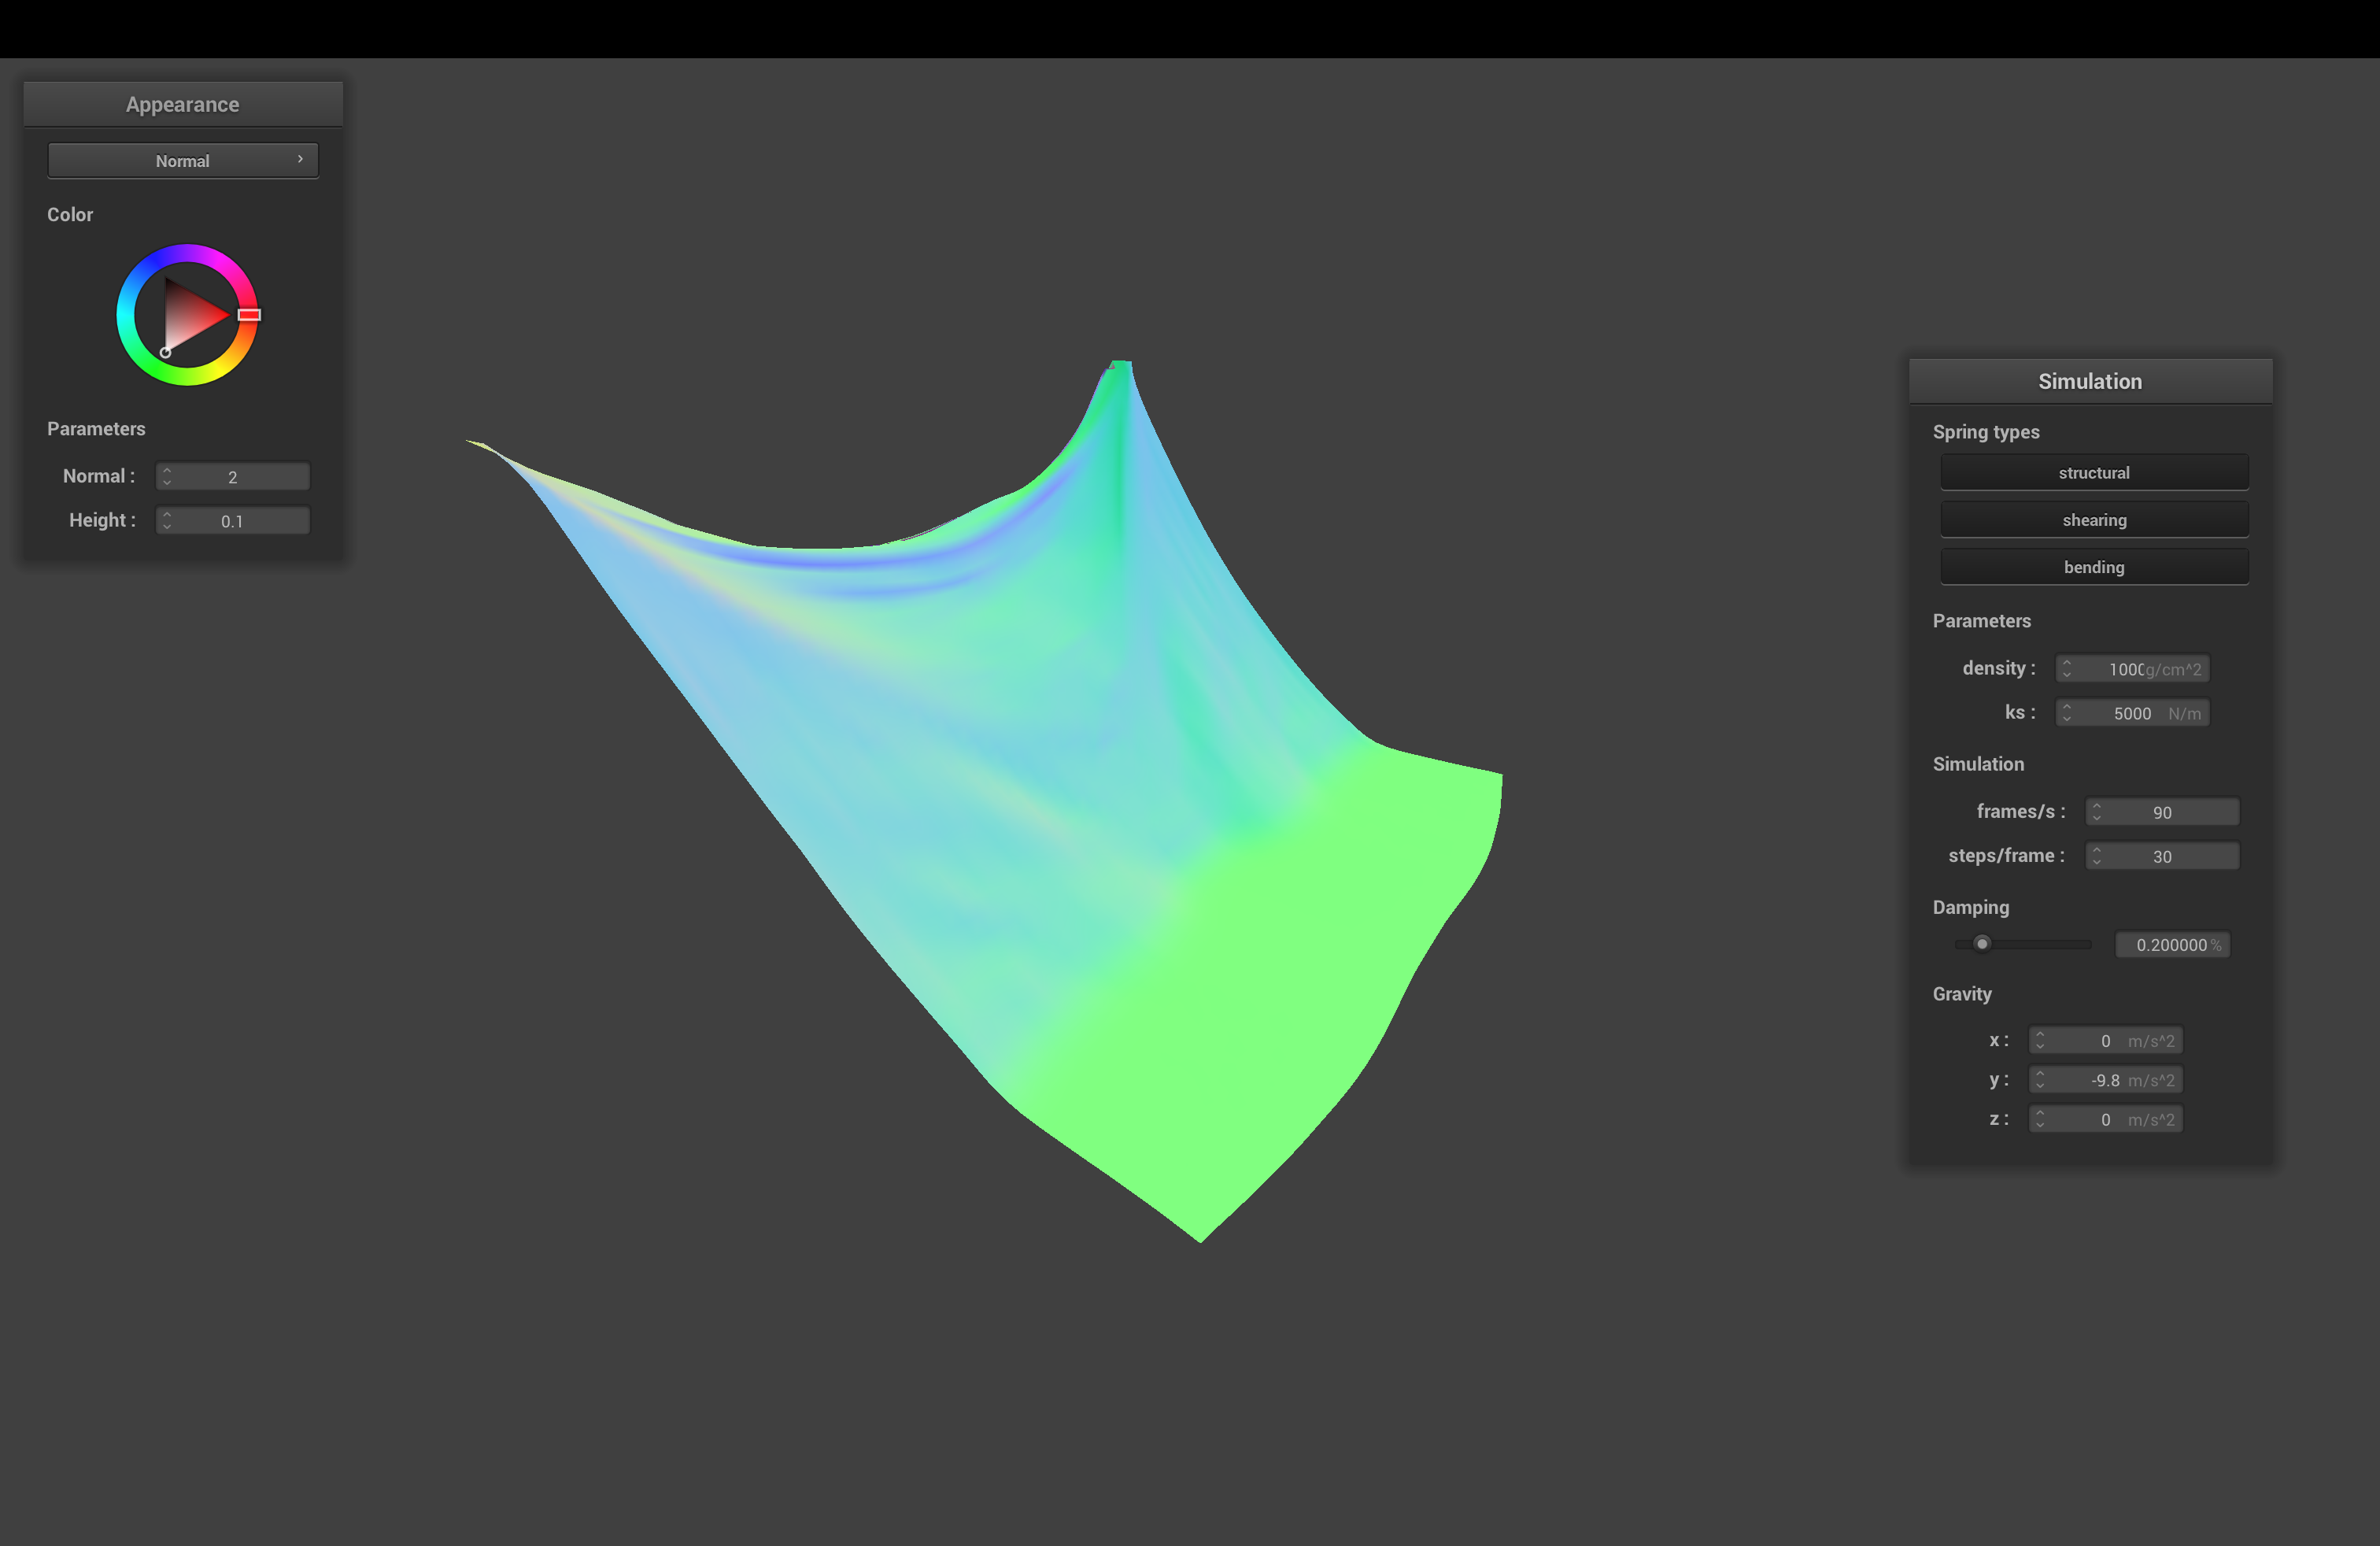 Appearance
Normal
Color
Parameters
Normal : 2
Height : 0.1
Simulation
Spring types
structural
shearing
bending
Parameters
density : 1000 g/cm^2
ks : 5000 N/m
Simulation
frames/s : 90
steps/frame : 30
Damping
0.200000 %
Gravity
x : 0 m/s^2
y : -9.8 m/s^2
z : 0 m/s^2